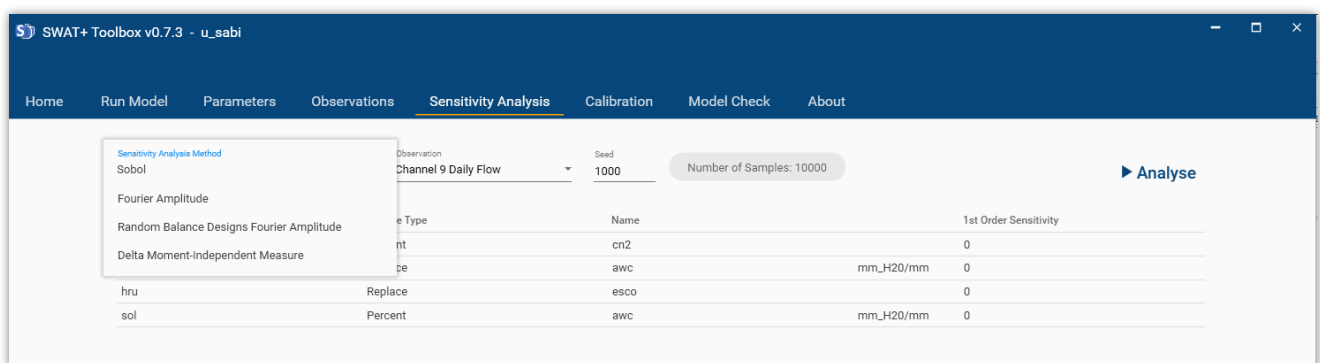 SWAT+ Toolbox v0.7.3 - u_sabi
Home Run Model Parameters Observations Sensitivity Analysis Calibration Model Check About
Sensitivity Analysis Method Observation Seed
Sobol Channel 9 Daily Flow 1000 Number of Samples: 10000 Analyse
Fourier Amplitude
Random Balance Designs Fourier Amplitude Type Name 1st Order Sensitivity
cn2 0
Delta Moment-Independent Measure
awc mm_H20/mm 0
hru Replace esco 0
sol Percent awc mm_H20/mm 0